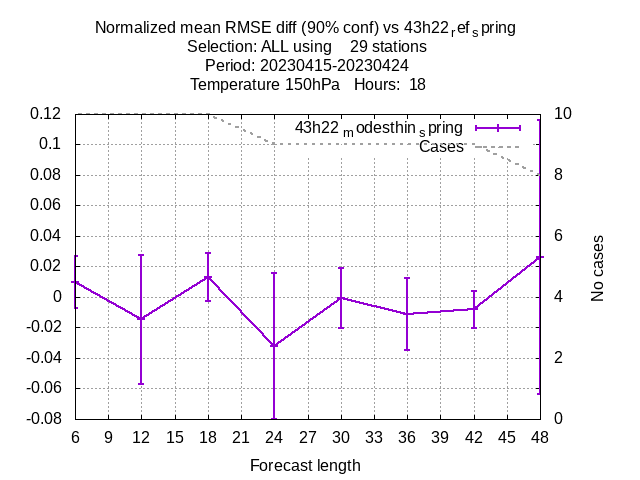 Normalized mean RMSE diff (90% conf) vs 43h22refspring
Selection: ALL using 29 stations
Period: 20230415-20230424
Temperature 150hPa Hours: 18
43h22modesthinspring
Cases
0.12
0.1
0.08
0.06
0.04
0.02
0
-0.02
-0.04
-0.06
-0.08
10
8
6
4
2
0
No cases
6 9 12 15 18 21 24 27 30 33 36 39 42 45 48
Forecast length